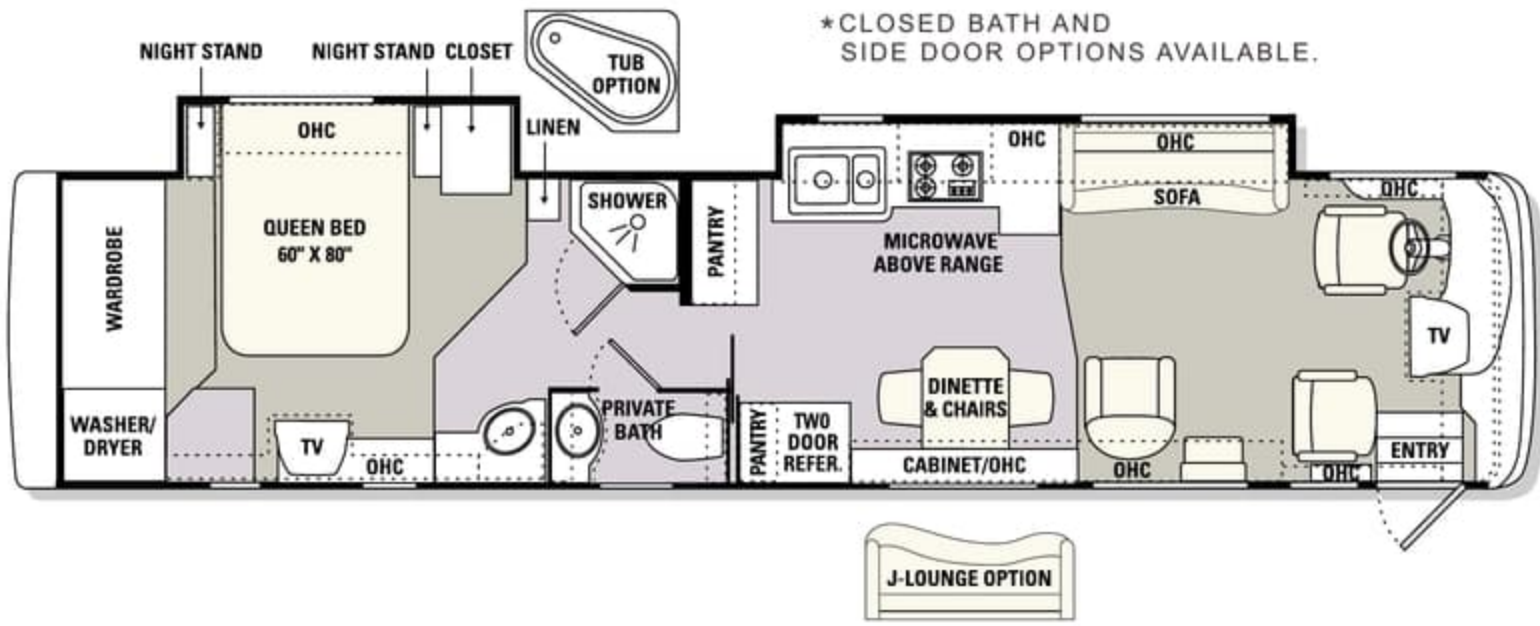 *CLOSED BATH AND
SIDE DOOR OPTIONS AVAILABLE.
NIGHT STAND
NIGHT STAND
CLOSET
TUB
OPTION
LINEN
OHC
QUEEN BED
60" X 80"
WARDROBE
WASHER/
DRYER
TV
OHC
SHOWER
PRIVATE
BATH
PANTRY
OHC
MICROWAVE
ABOVE RANGE
PANTRY
TWO
DOOR
REFER.
DINETTE
& CHAIRS
CABINET/OHC
OHC
SOFA
OHC
OHC
TV
ENTRY
OHC
J-LOUNGE OPTION